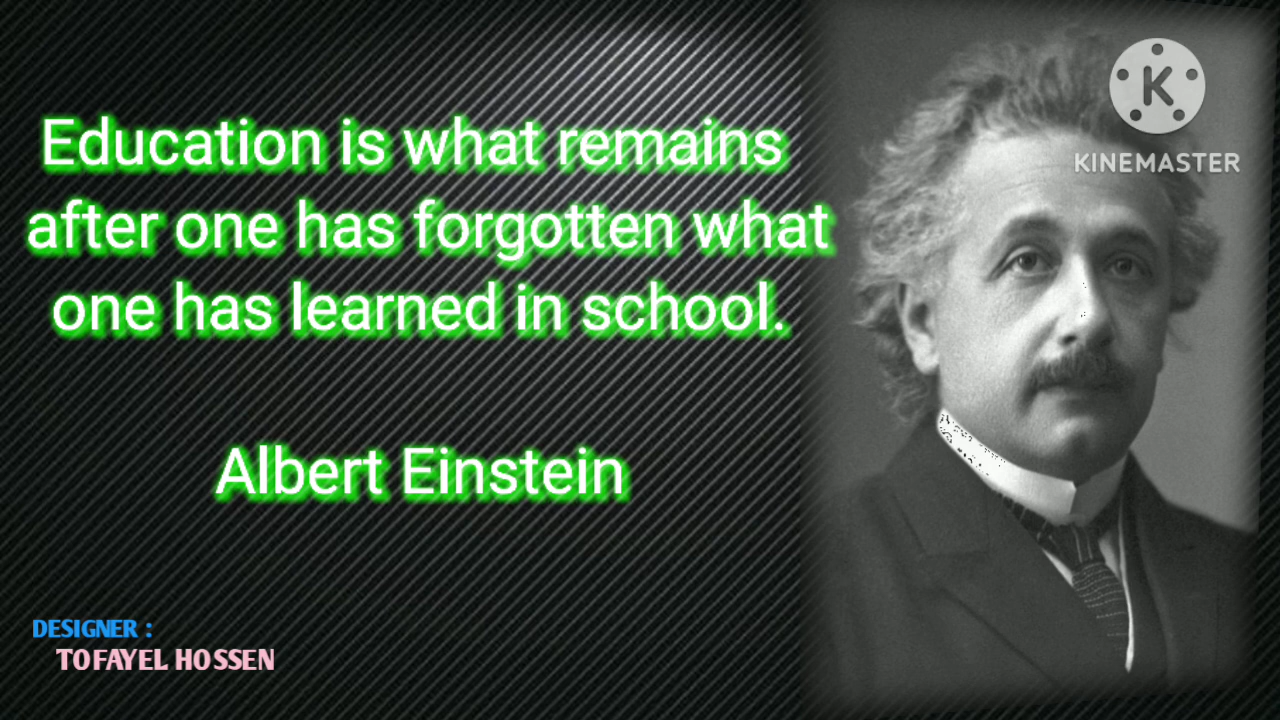 Education is what remains
after one has forgotten what
one has learned in school.
Albert Einstein
K
KINEMASTER
DESIGNER :
TOFAYEL HOSSEN